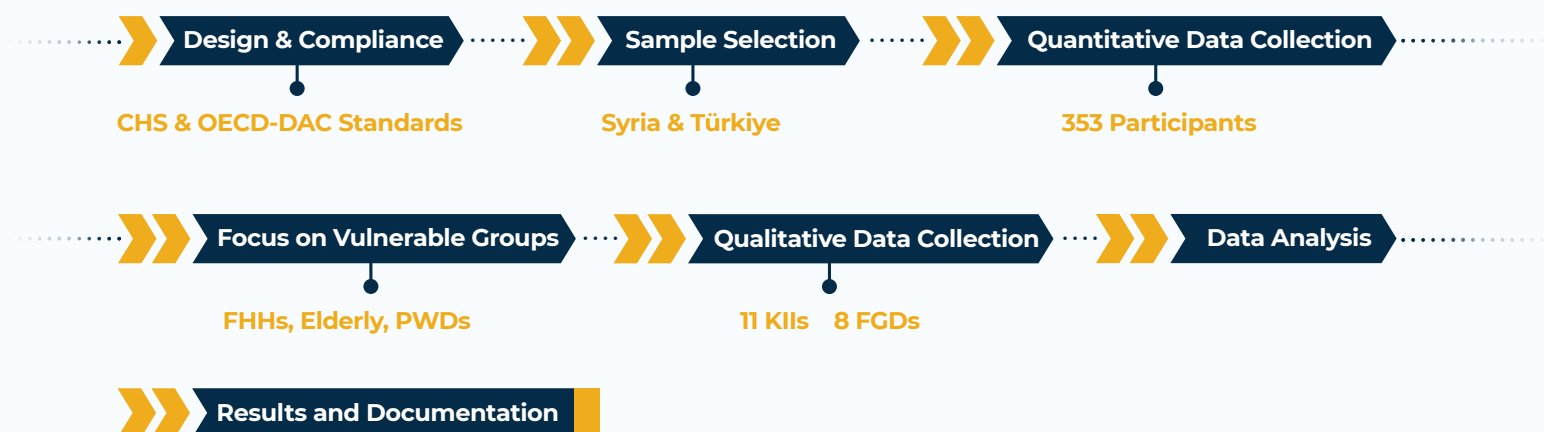 Design & Compliance
Sample Selection
Quantitative Data Collection
CHS & OECD-DAC Standards
Syria & Türkiye
353 Participants
Focus on Vulnerable Groups
Qualitative Data Collection
Data Analysis
FHHs, Elderly, PWDs
11 KIIs 8 FGDs
Results and Documentation